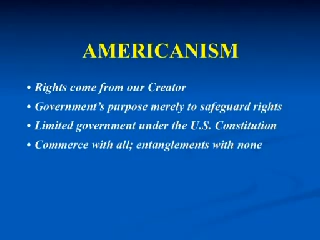 AMERICANISM
• Rights come from our Creator
• Government's purpose merely to safeguard rights
• Limited government under the U.S. Constitution
• Commerce with all; entanglements with none